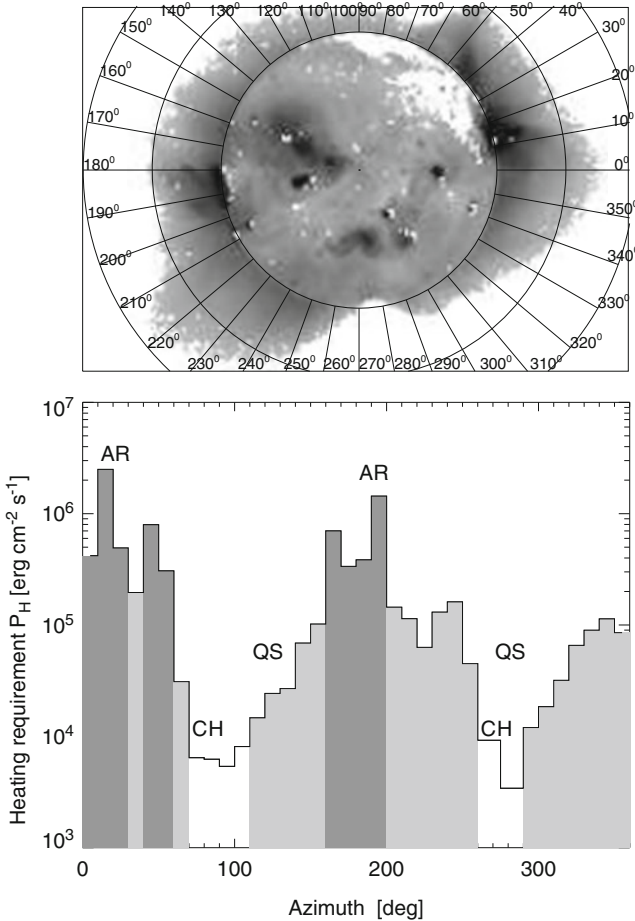 150⁰ 140⁰ 130⁰ 120⁰ 110⁰ 100⁰ 90⁰ 80⁰ 70⁰ 60⁰ 50⁰ 40⁰ 30⁰
160⁰ 20⁰
170⁰ 10⁰
180⁰ 0⁰
190⁰ 350⁰
200⁰ 340⁰
210⁰ 330⁰
220⁰ 320⁰
230⁰ 240⁰ 250⁰ 260⁰ 270⁰ 280⁰ 300⁰ 310⁰
10⁷
AR
AR
10⁶
10⁵
QS
QS
CH
CH
10⁴
10³
Heating requirement P_H [erg cm⁻² s⁻¹]
0 100 200 300
Azimuth [deg]